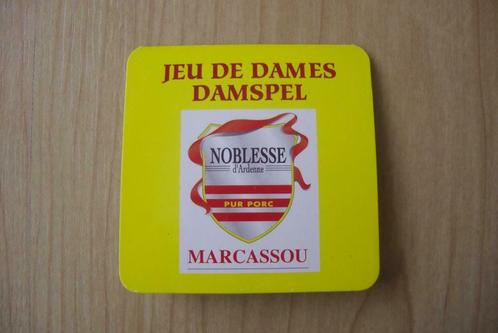 JEU DE DAMES
DAMSPEL
NOBLESSE
d'Ardenne
PUR PORC
MARCASSOU